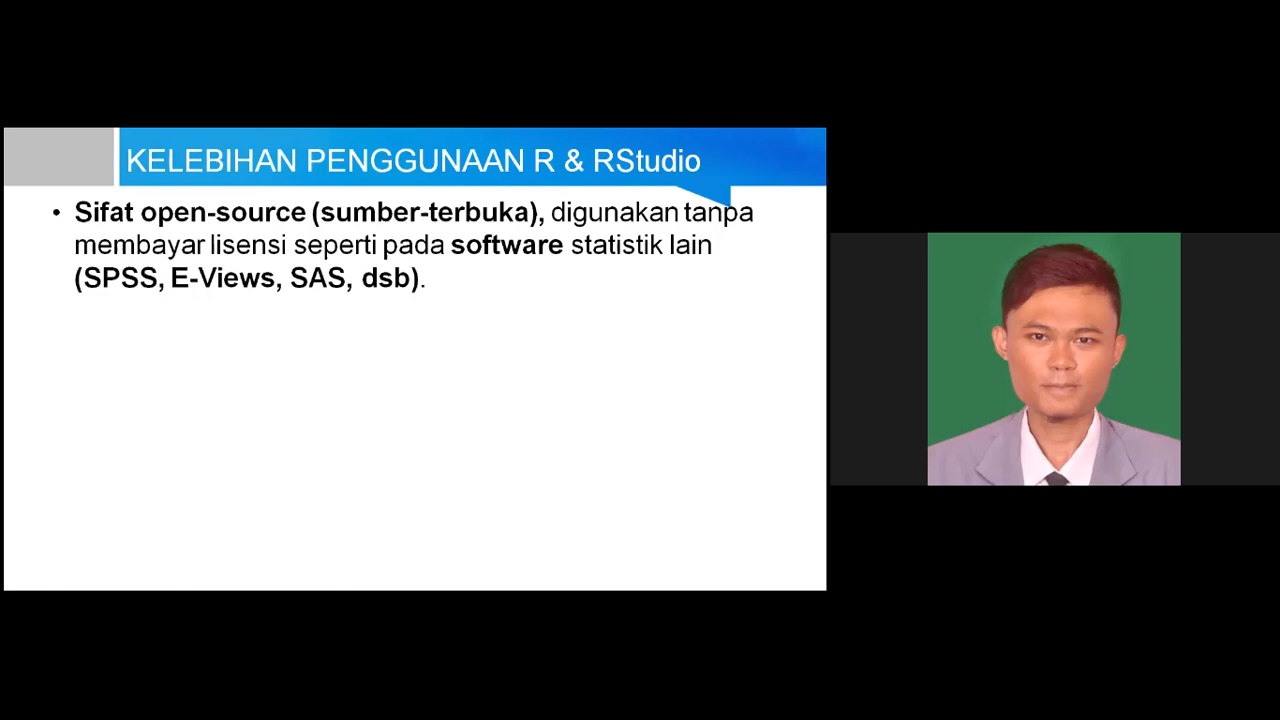 KELEBIHAN PENGGUNAAN R & RStudio
• Sifat open-source (sumber-terbuka), digunakan tanpa
membayar lisensi seperti pada software statistik lain
(SPSS, E-Views, SAS, dsb).